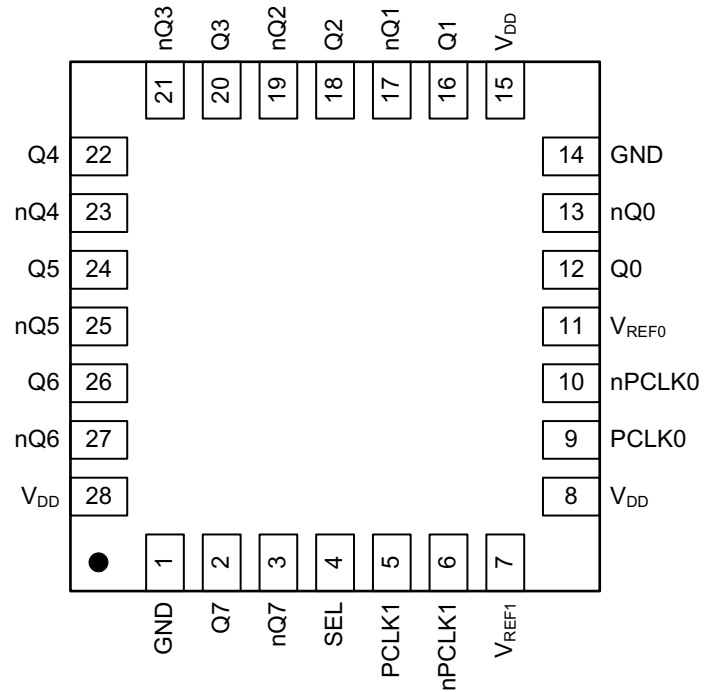 nQ3 Q3 nQ2 Q2 nQ1 Q1 VDD
21 20 19 18 17 16 15
Q4 22 14 GND
nQ4 23 13 nQ0
Q5 24 12 Q0
nQ5 25 11 VREF0
Q6 26 10 nPCLK0
nQ6 27 9 PCLK0
VDD 28 8 VDD
1 2 3 4 5 6 7
GND Q7 nQ7 SEL PCLK1 nPCLK1 VREF1